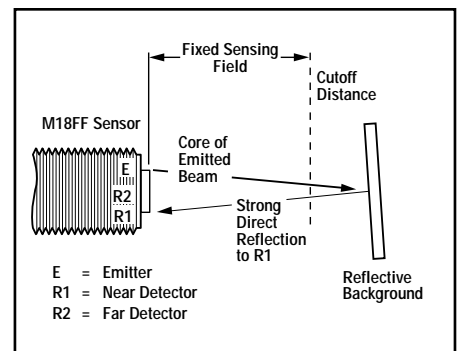 Fixed Sensing
Field
Cutoff
Distance
M18FF Sensor
Core of
Emitted
Beam
E
R2
R1
Strong
Direct
Reflection
to R1
E = Emitter
R1 = Near Detector
R2 = Far Detector
Reflective
Background